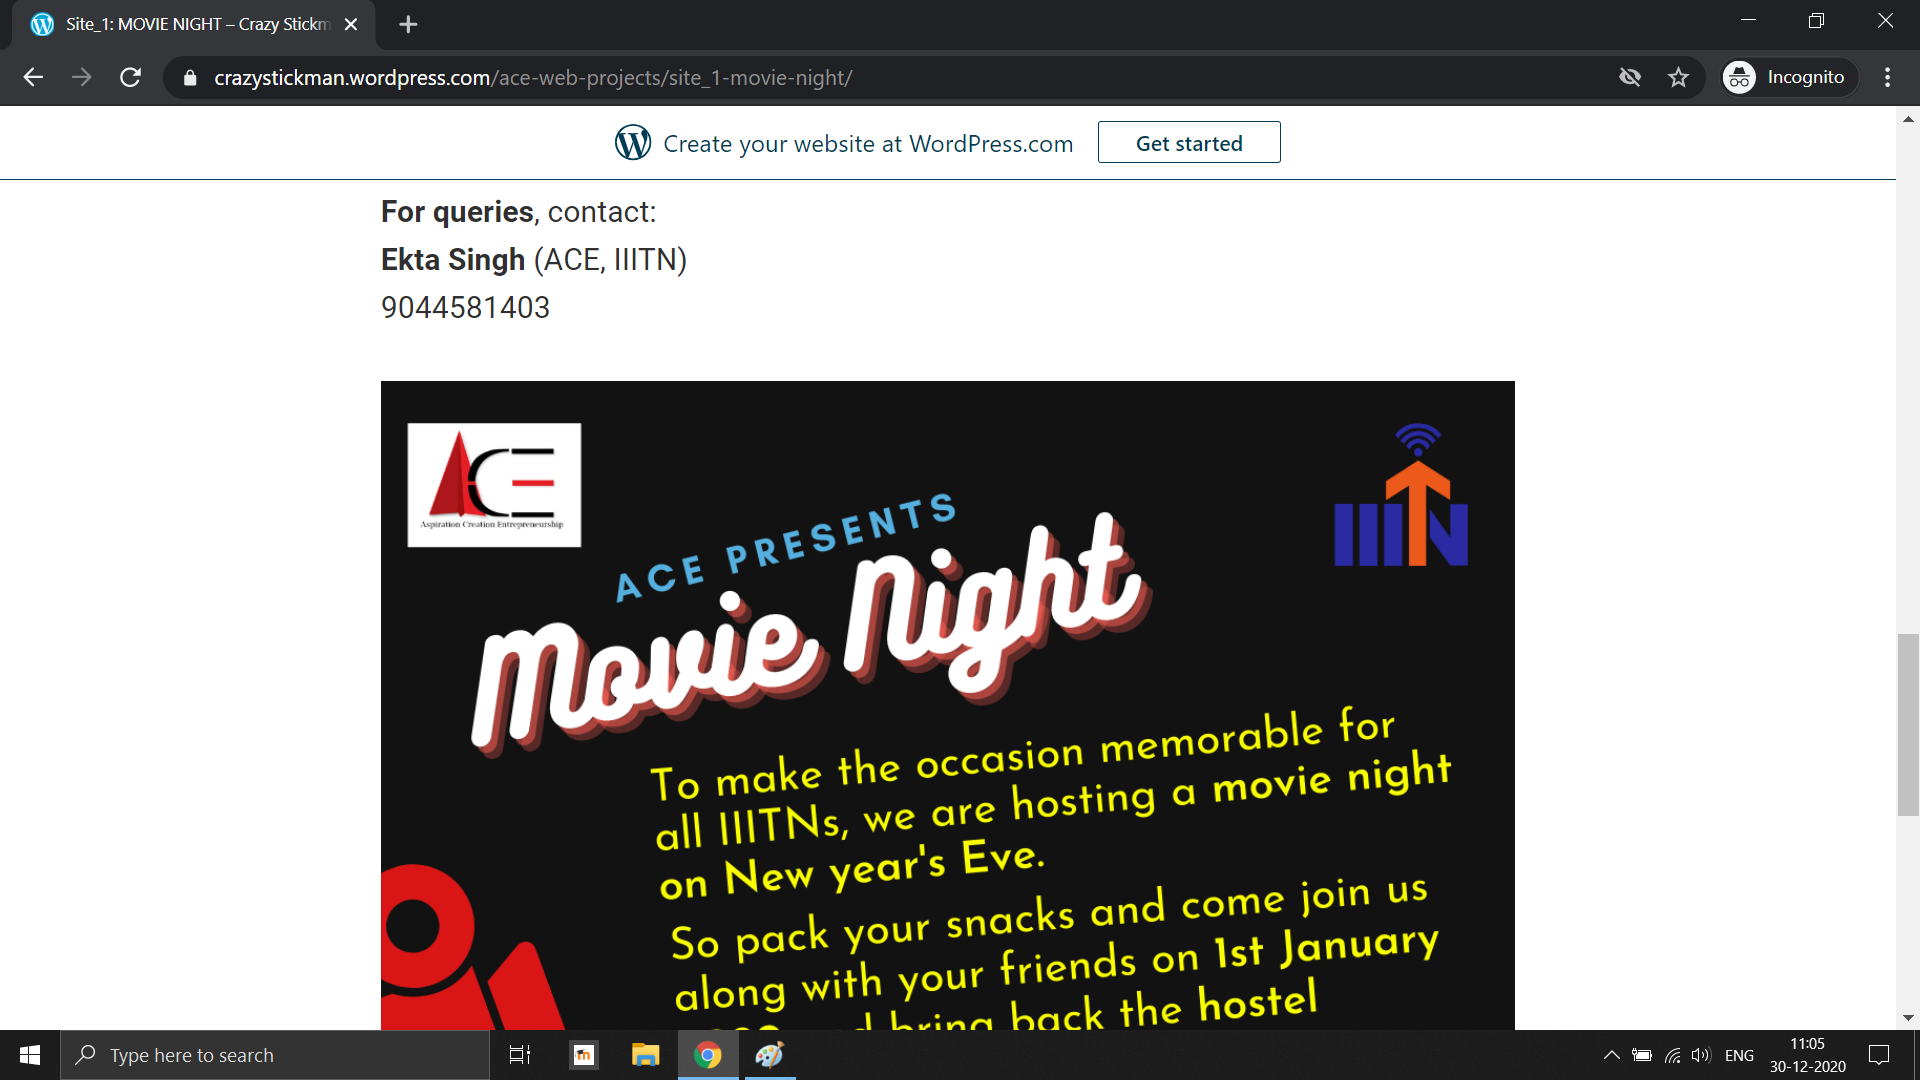 Site_1: MOVIE NIGHT – Crazy Stickm
crazystickman.wordpress.com/ace-web-projects/site_1-movie-night/
Incognito
Create your website at WordPress.com
Get started
For queries, contact:
Ekta Singh (ACE, IIITN)
9044581403
ACE
Aspiration Creation Entrepreneurship
IIITN
ACE PRESENTS
Movie Night
To make the occasion memorable for
all IIITNs, we are hosting a movie night
on New year's Eve.
So pack your snacks and come join us
along with your friends on 1st January
bring back the hostel
Type here to search
ENG
11:05
30-12-2020